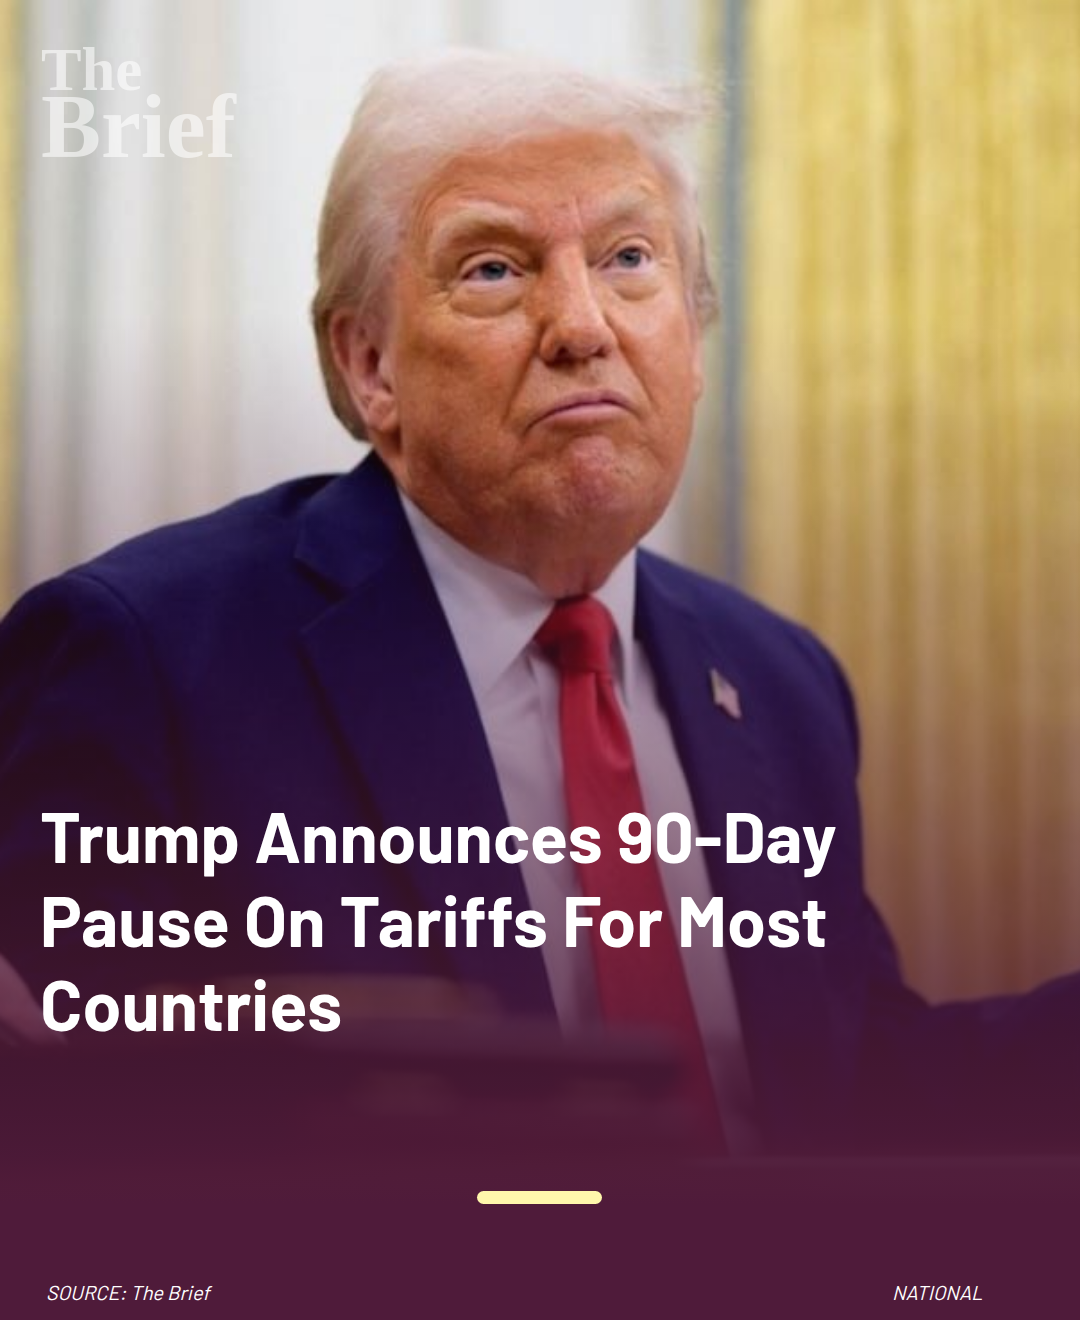 The
Brief
Trump Announces 90-Day
Pause On Tariffs For Most
Countries
SOURCE: The Brief
NATIONAL